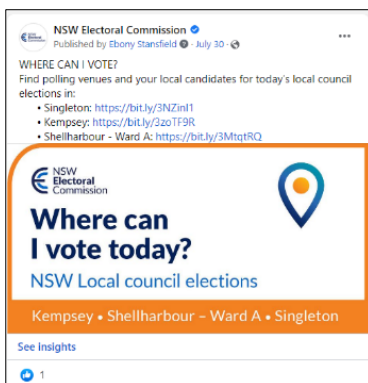 NSW Electoral Commission
Published by Ebony Stansfield · July 30 ·
WHERE CAN I VOTE?
Find polling venues and your local candidates for today's local council
elections in:
• Singleton: https://bit.ly/3NZinI1
• Kempsey: https://bit.ly/3zoTF9R
• Shellharbour - Ward A: https://bit.ly/3MtqtRQ
NSW
Electoral
Commission
Where can
I vote today?
NSW Local council elections
Kempsey • Shellharbour – Ward A • Singleton
See insights
1